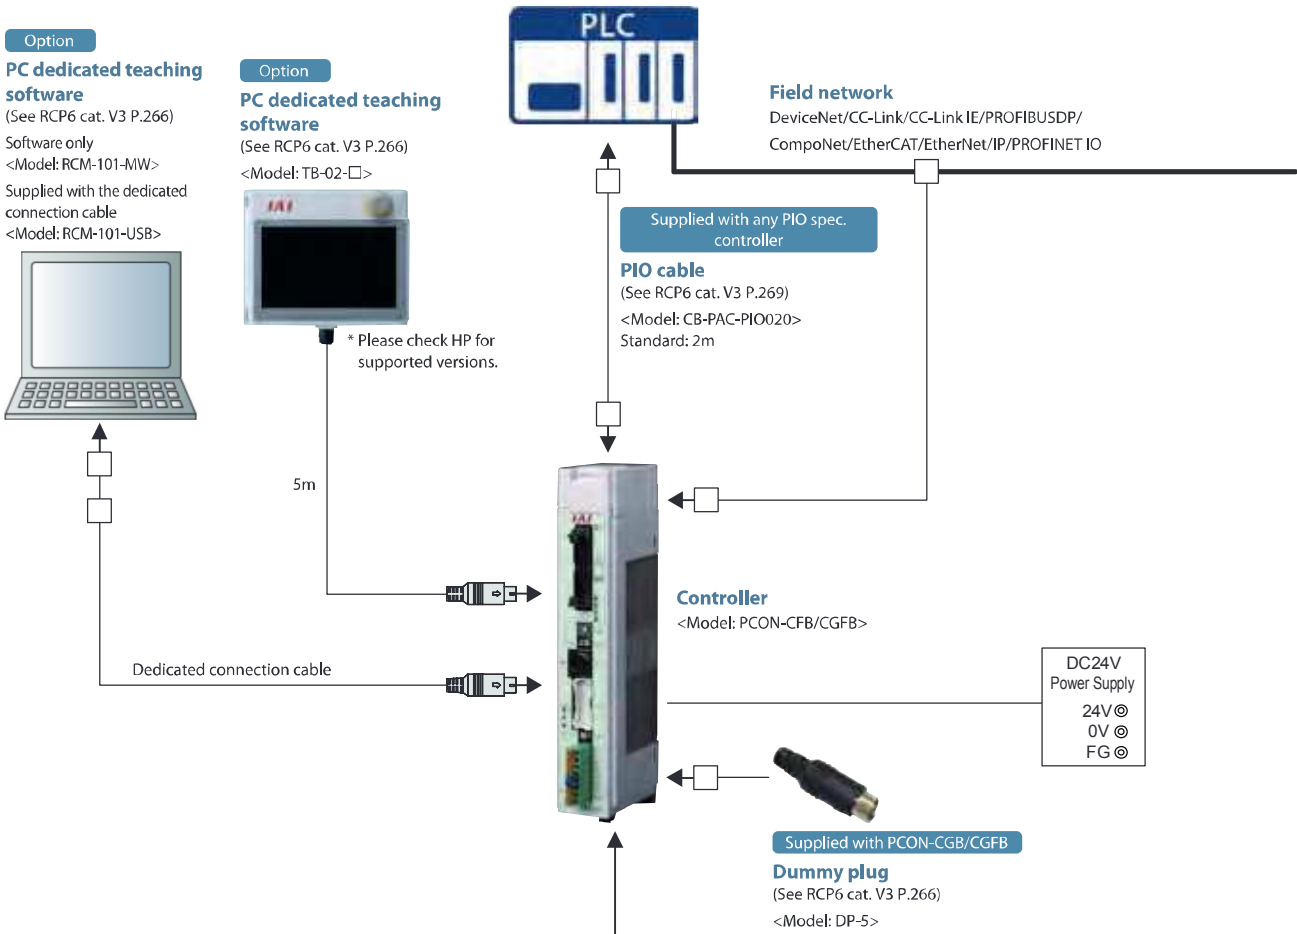 Option
PC dedicated teaching
software
(See RCP6 cat. V3 P.266)
Software only
<Model: RCM-101-MW>
Supplied with the dedicated
connection cable
<Model: RCM-101-USB>
Option
PC dedicated teaching
software
(See RCP6 cat. V3 P.266)
<Model: TB-02-□>
IAI
* Please check HP for
supported versions.
5m
Dedicated connection cable
PLC
Field network
DeviceNet/CC-Link/CC-Link IE/PROFIBUSDP/
CompoNet/EtherCAT/EtherNet/IP/PROFINET IO
Supplied with any PIO spec.
controller
PIO cable
(See RCP6 cat. V3 P.269)
<Model: CB-PAC-PIO020>
Standard: 2m
IAI
Controller
<Model: PCON-CFB/CGFB>
DC24V
Power Supply
24V
0V
FG
Supplied with PCON-CGB/CGFB
Dummy plug
(See RCP6 cat. V3 P.266)
<Model: DP-5>